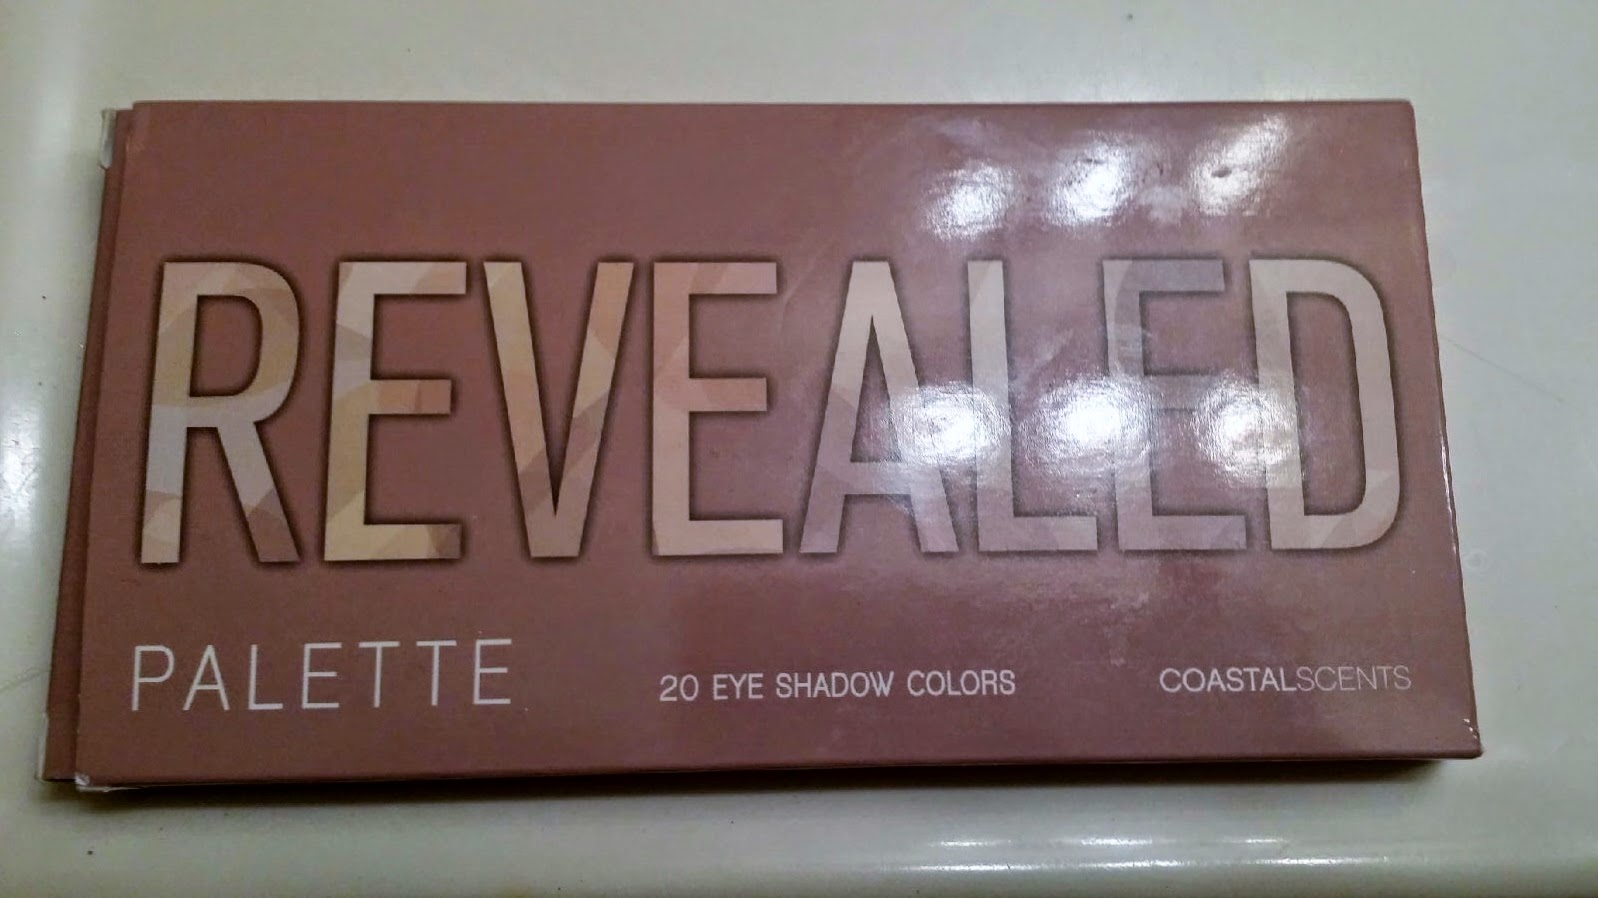 REVEALED
PALETTE
20 EYE SHADOW COLORS
COASTALSCENTS